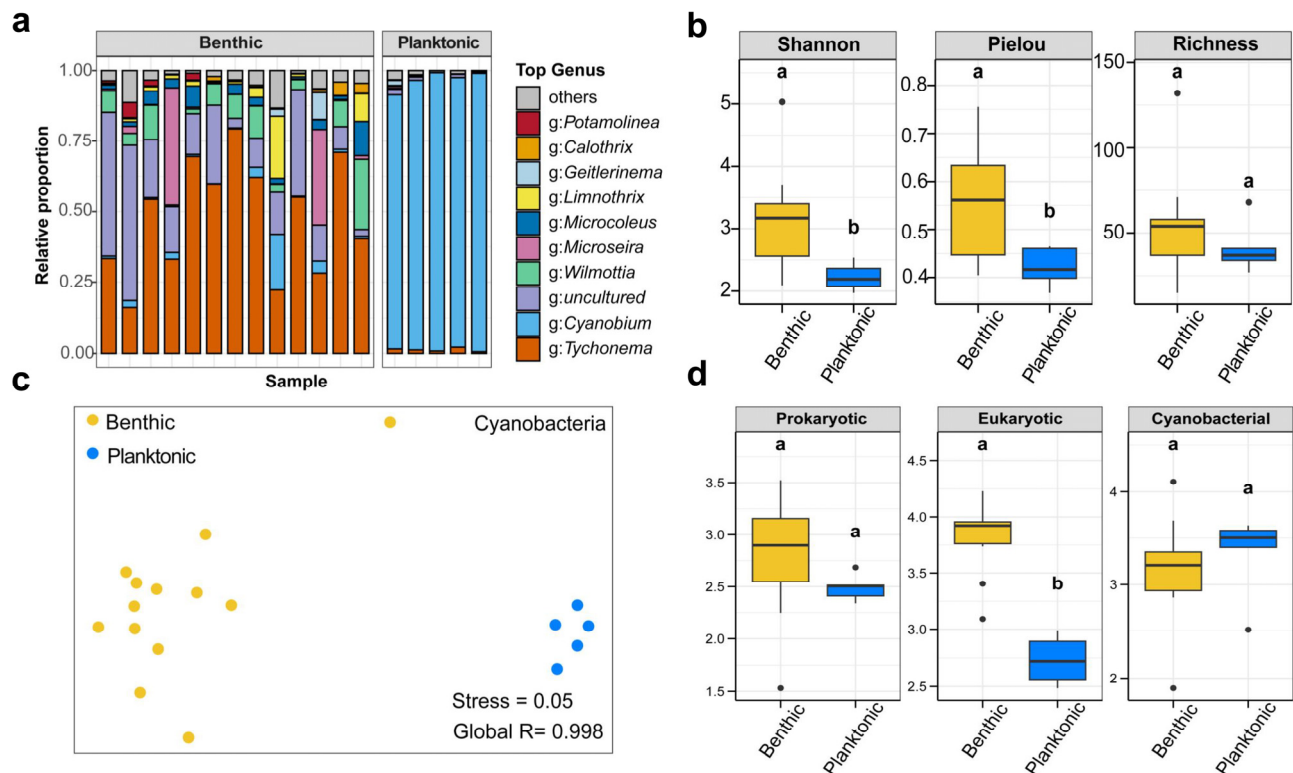 a
Benthic
Planktonic
Relative proportion
1.00
0.75
0.50
0.25
0.00
Sample
Top Genus
others
g:Potamolinea
g:Calothrix
g:Geitlerinema
g:Limnothrix
g:Microcoleus
g:Microseira
g:Wilmottia
g:uncultured
g:Cyanobium
g:Tychonema
b
Shannon
Pielou
Richness
a
b
5
4
3
2
Benthic
Planktonic
a
b
0.8
0.7
0.6
0.5
0.4
Benthic
Planktonic
a
a
150
100
50
Benthic
Planktonic
c
Benthic
Planktonic
Cyanobacteria
Stress = 0.05
Global R= 0.998
d
Prokaryotic
Eukaryotic
Cyanobacterial
a
a
3.5
3.0
2.5
2.0
1.5
Benthic
Planktonic
a
b
4.5
4.0
3.5
3.0
2.5
Benthic
Planktonic
a
a
4
3
2
Benthic
Planktonic